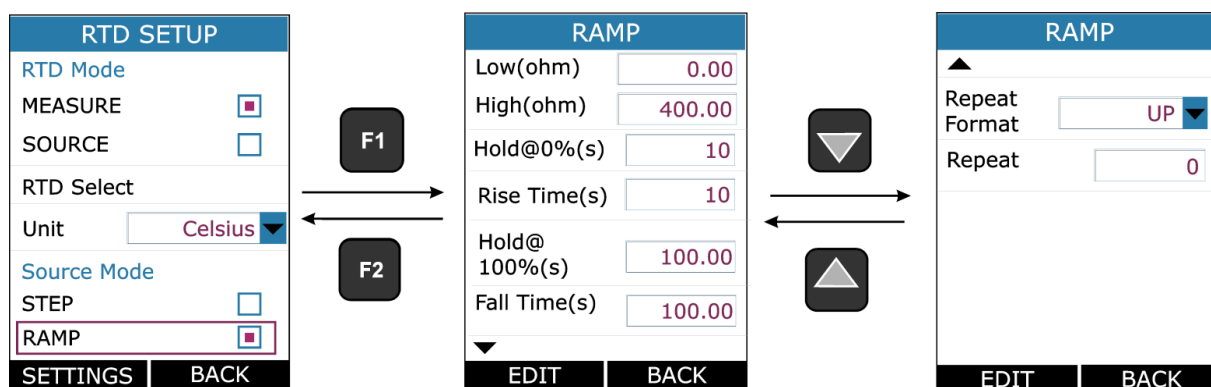 RTD SETUP
RTD Mode
MEASURE
SOURCE
RTD Select
Unit Celsius
Source Mode
STEP
RAMP
SETTINGS BACK
F1
F2
RAMP
Low(ohm) 0.00
High(ohm) 400.00
Hold@0%(s) 10
Rise Time(s) 10
Hold@
100%(s) 100.00
Fall Time(s) 100.00
EDIT BACK
RAMP
Repeat
Format UP
Repeat 0
EDIT BACK